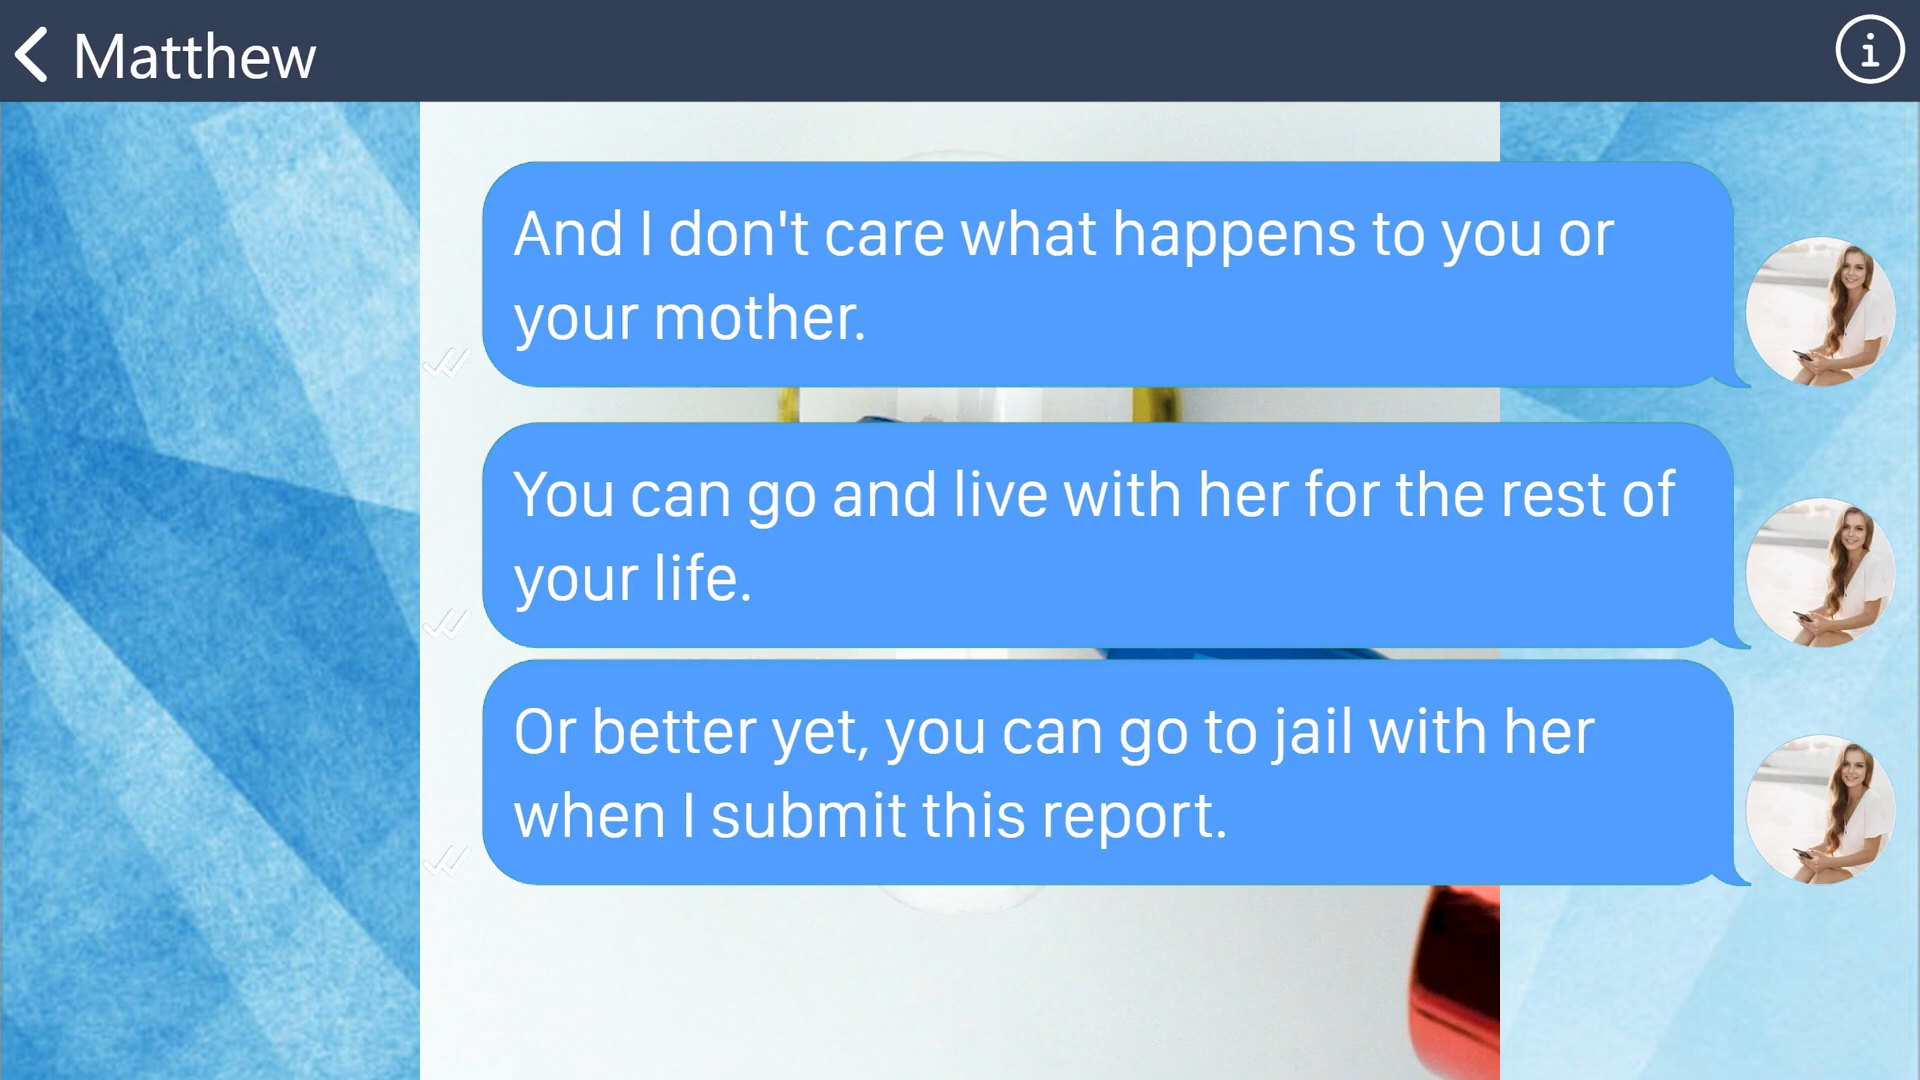 Matthew
And I don't care what happens to you or
your mother.
You can go and live with her for the rest of
your life.
Or better yet, you can go to jail with her
when I submit this report.